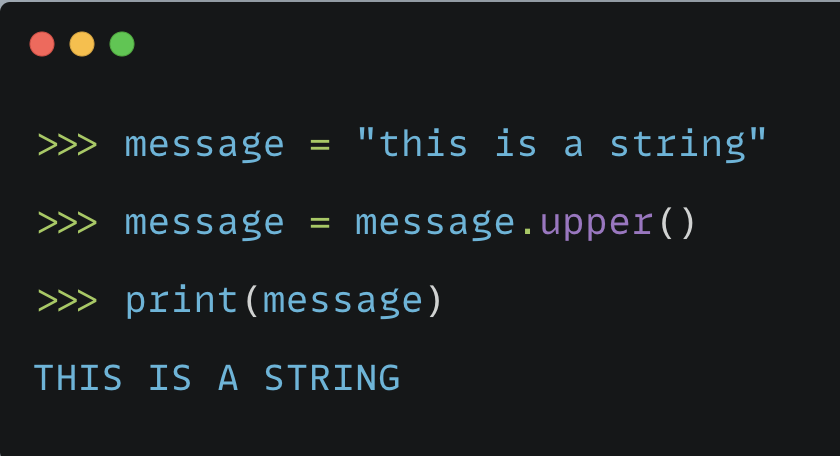 >>> message = "this is a string"
>>> message = message.upper()
>>> print(message)
THIS IS A STRING